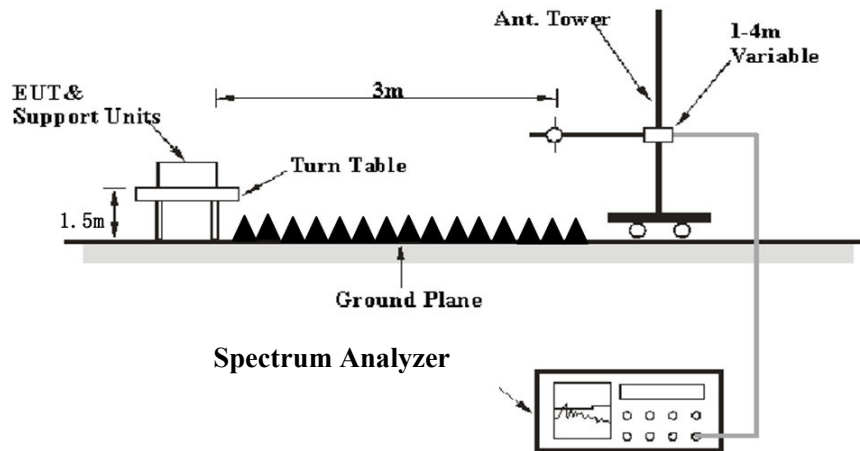 Ant. Tower
1-4m
Variable
EUT&
Support Units
3m
Turn Table
1.5m
Ground Plane
Spectrum Analyzer